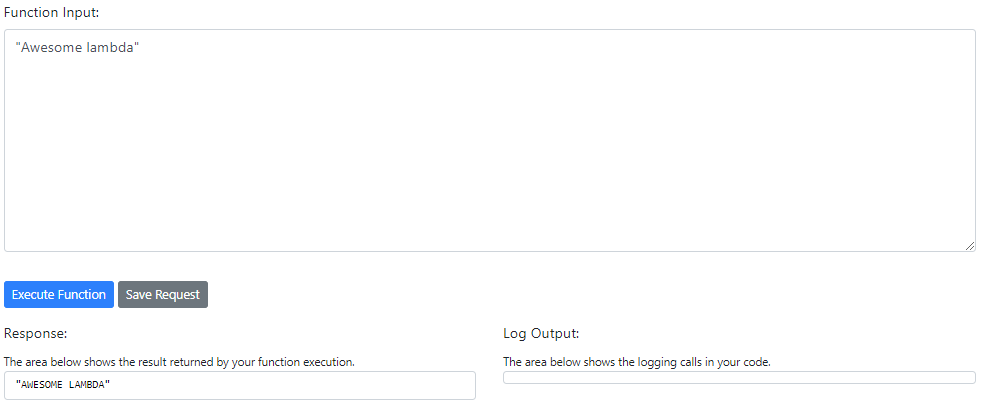 Function Input:
"Awesome lambda"
Execute Function
Save Request
Response:
The area below shows the result returned by your function execution.
"AWESOME LAMBDA"
Log Output:
The area below shows the logging calls in your code.